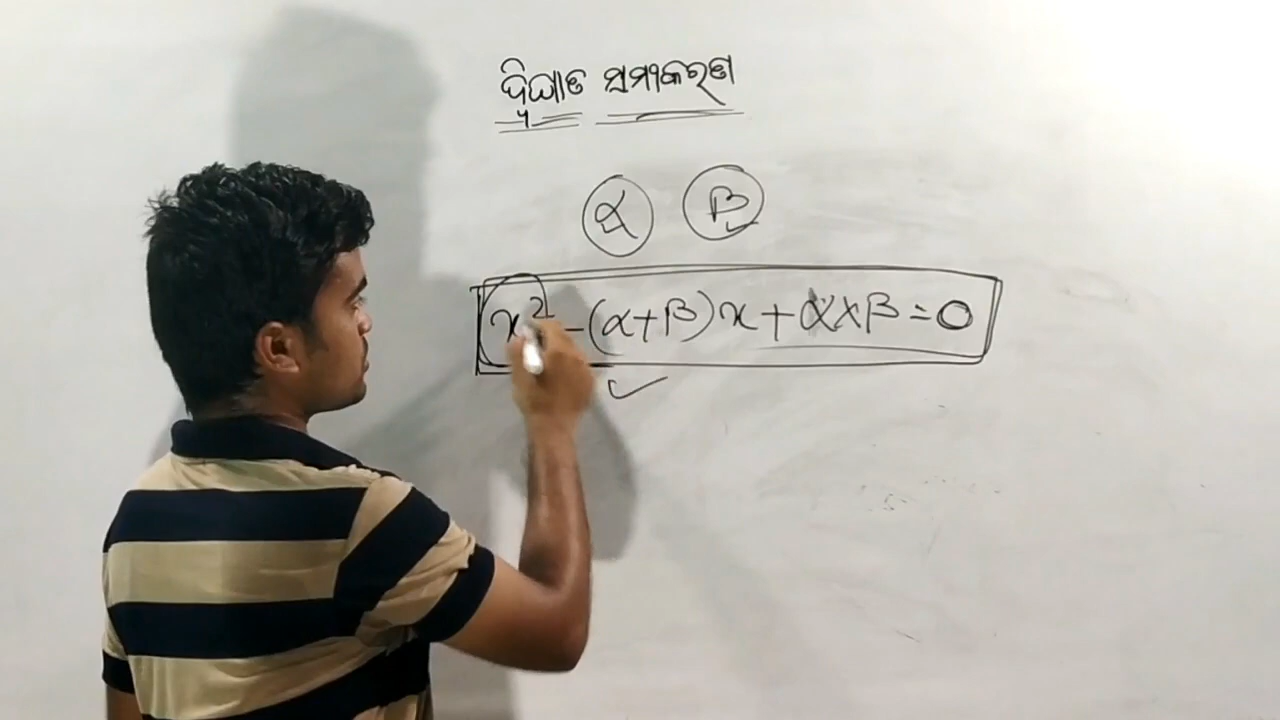 ଦ୍ୱିଘାତ ସମୀକରଣ
α β
x² - (α+β)x + α×β = 0